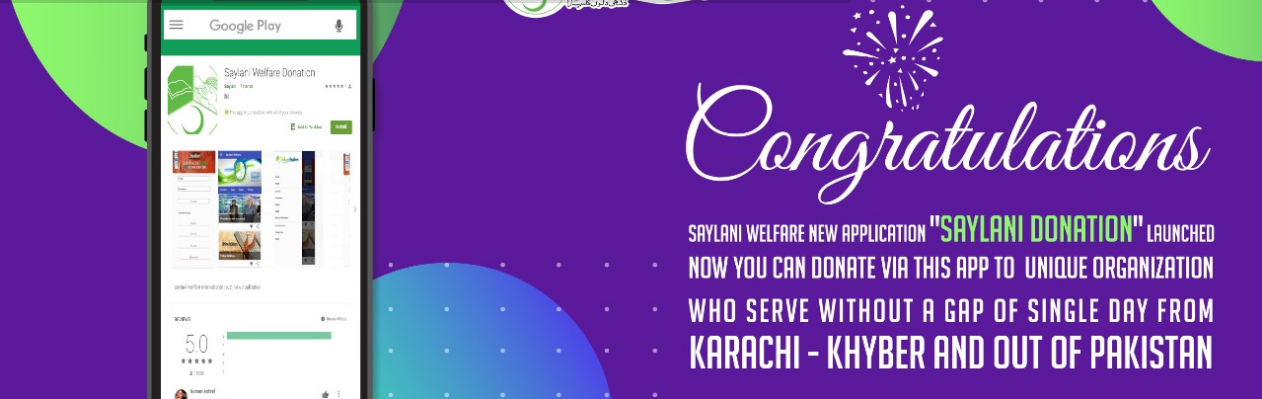 Google Play
Saylani Welfare Donation
Saylani
Add to Wishlist
Install
REVIEWS
5.0
Congratulations
SAYLANI WELFARE NEW APPLICATION "SAYLANI DONATION" LAUNCHED
NOW YOU CAN DONATE VIA THIS APP TO UNIQUE ORGANIZATION
WHO SERVE WITHOUT A GAP OF SINGLE DAY FROM
KARACHI - KHYBER AND OUT OF PAKISTAN